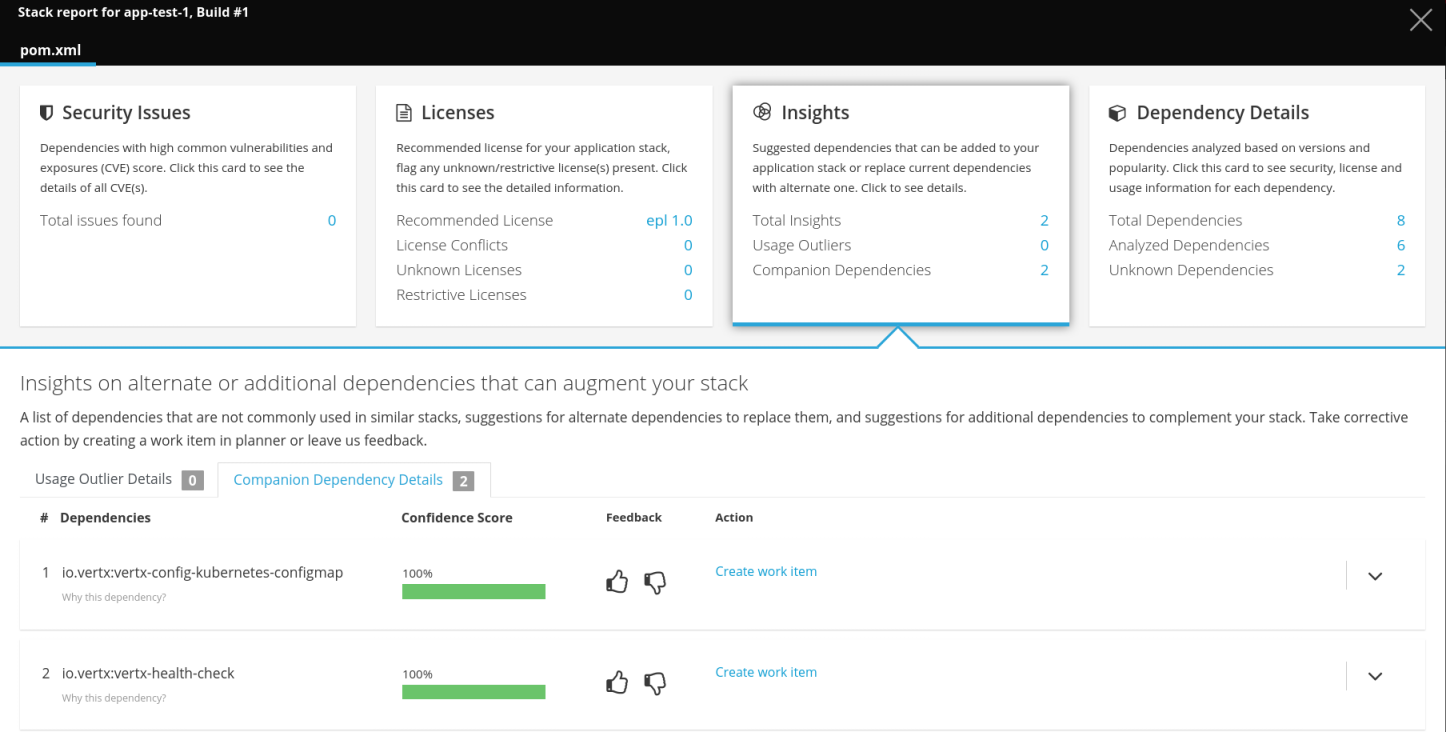 Stack report for app-test-1, Build #1
pom.xml
Security Issues
Dependencies with high common vulnerabilities and
exposures (CVE) score. Click this card to see the
details of all CVE(s).
Total issues found 0
Licenses
Recommended license for your application stack,
flag any unknown/restrictive license(s) present. Click
this card to see the detailed information.
Recommended License epl 1.0
License Conflicts 0
Unknown Licenses 0
Restrictive Licenses 0
Insights
Suggested dependencies that can be added to your
application stack or replace current dependencies
with alternate one. Click to see details.
Total Insights 2
Usage Outliers 0
Companion Dependencies 2
Dependency Details
Dependencies analyzed based on versions and
popularity. Click this card to see security, license and
usage information for each dependency.
Total Dependencies 8
Analyzed Dependencies 6
Unknown Dependencies 2
Insights on alternate or additional dependencies that can augment your stack
A list of dependencies that are not commonly used in similar stacks, suggestions for alternate dependencies to replace them, and suggestions for additional dependencies to complement your stack. Take corrective
action by creating a work item in planner or leave us feedback.
Usage Outlier Details 0 Companion Dependency Details 2
# Dependencies Confidence Score Feedback Action
1 io.vertx:vertx-config-kubernetes-configmap 100% Create work item
Why this dependency?
2 io.vertx:vertx-health-check 100% Create work item
Why this dependency?